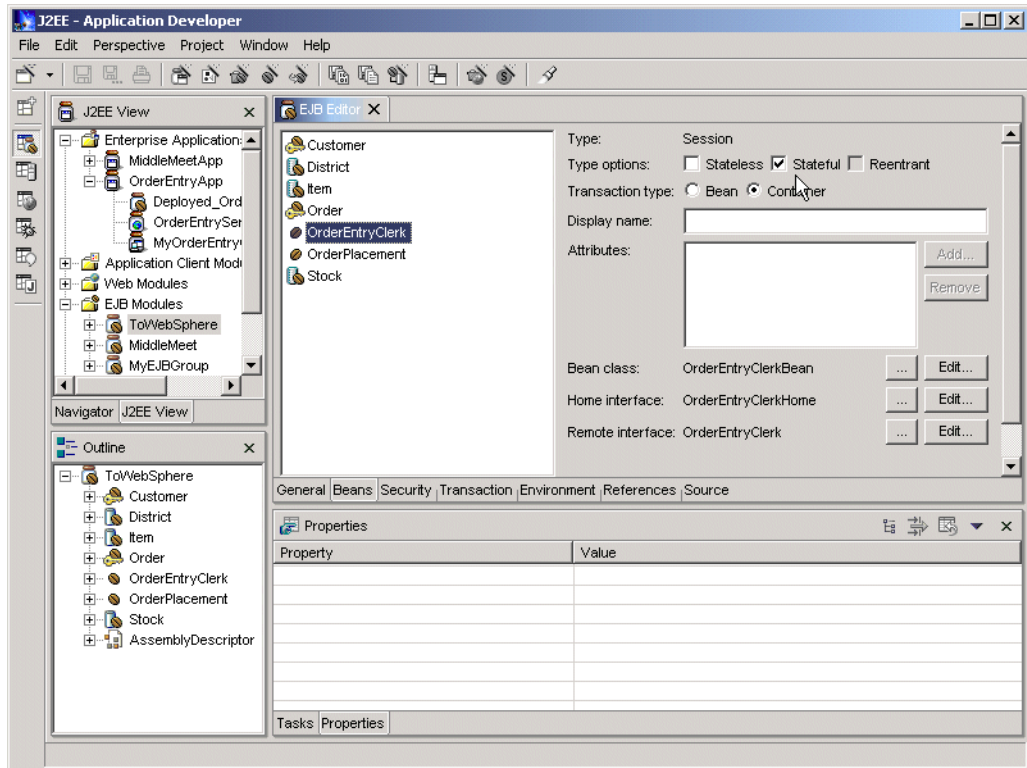 J2EE - Application Developer
File Edit Perspective Project Window Help
J2EE View
Enterprise Application
MiddleMeetApp
OrderEntryApp
Deployed_Ord
OrderEntrySer
MyOrderEntry
Application Client Mod
Web Modules
EJB Modules
ToWebSphere
MiddleMeet
MyEJBGroup
Navigator J2EE View
Outline
ToWebSphere
Customer
District
Item
Order
OrderEntryClerk
OrderPlacement
Stock
AssemblyDescriptor
EJB Editor
Customer
District
Item
Order
OrderEntryClerk
OrderPlacement
Stock
Type: Session
Type options: Stateless Stateful Reentrant
Transaction type: Bean Container
Display name:
Attributes: Add...
Remove
Bean class: OrderEntryClerkBean ... Edit...
Home interface: OrderEntryClerkHome ... Edit...
Remote interface: OrderEntryClerk ... Edit...
General Beans Security Transaction Environment References Source
Properties
Property Value
Tasks Properties